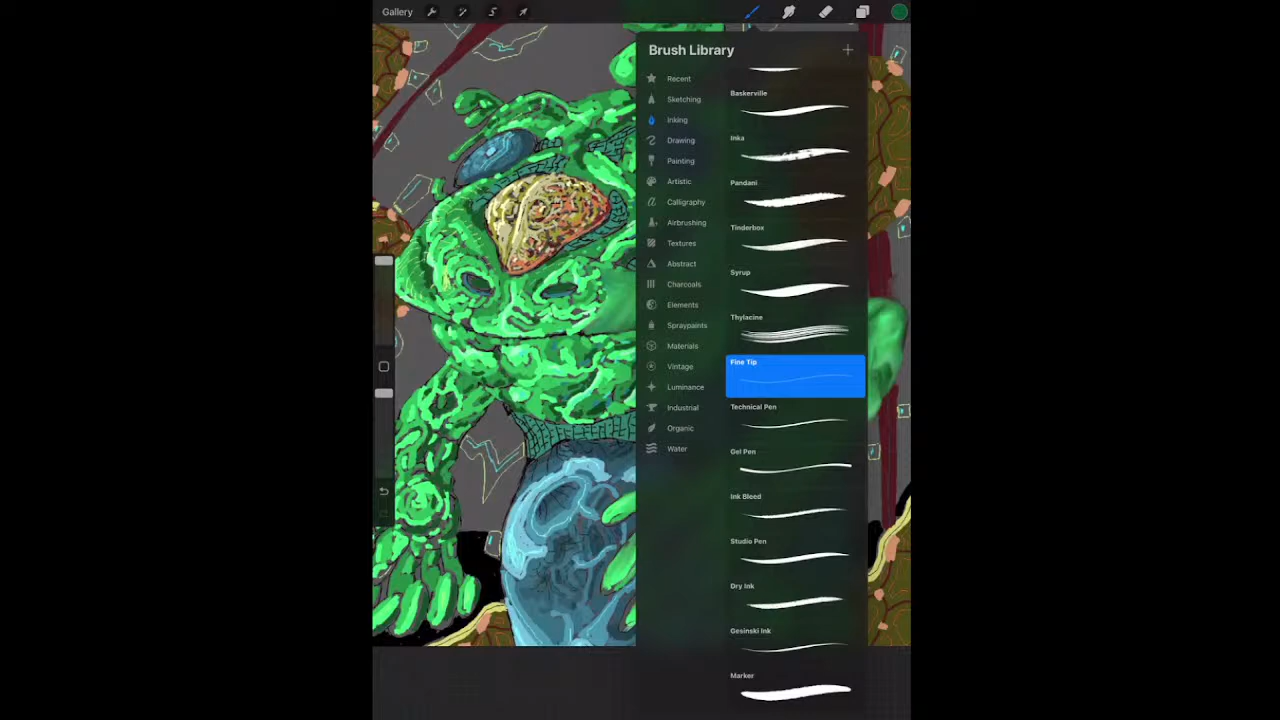 Gallery
Brush Library
Recent
Sketching
Inking
Drawing
Painting
Artistic
Calligraphy
Airbrushing
Textures
Abstract
Charcoals
Elements
Spraypaints
Materials
Vintage
Luminance
Industrial
Organic
Water
Baskerville
Inka
Pandani
Tinderbox
Syrup
Thylacine
Fine Tip
Technical Pen
Gel Pen
Ink Bleed
Studio Pen
Dry Ink
Gesinski Ink
Marker